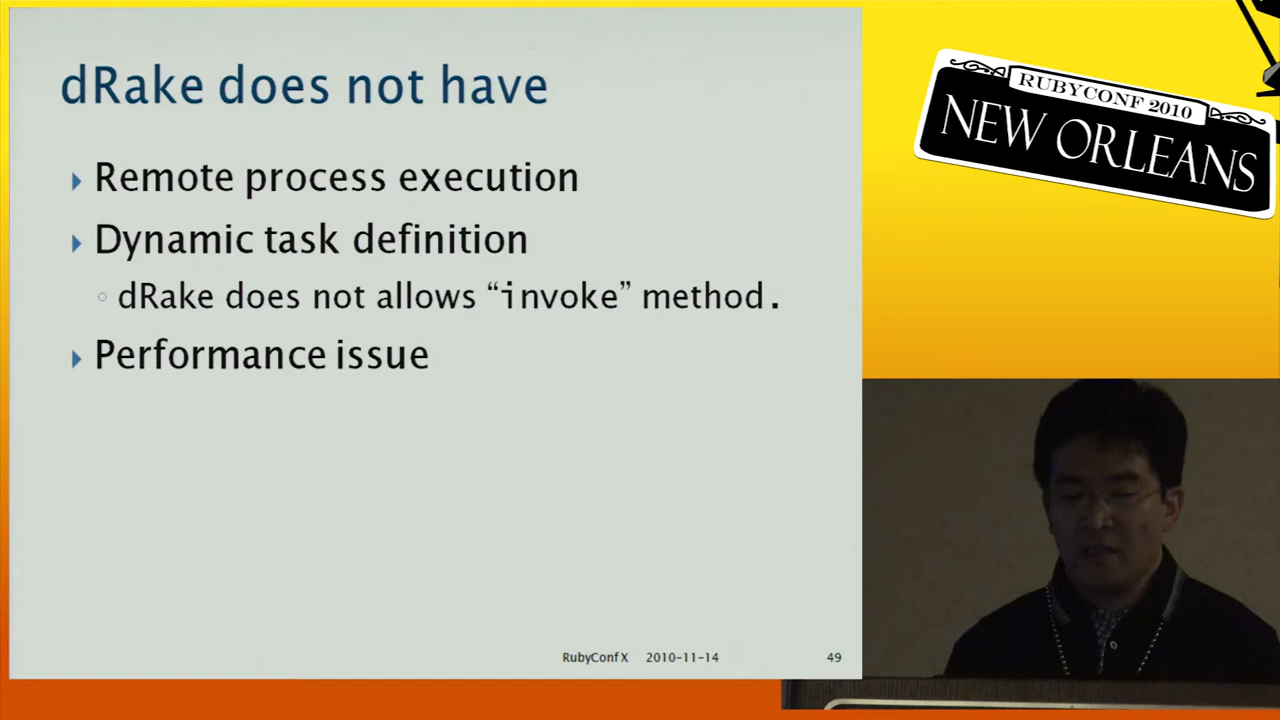 dRake does not have
Remote process execution
Dynamic task definition
dRake does not allows “invoke” method.
Performance issue
RubyConf X 2010-11-14 49
RUBYCONF 2010
NEW ORLEANS